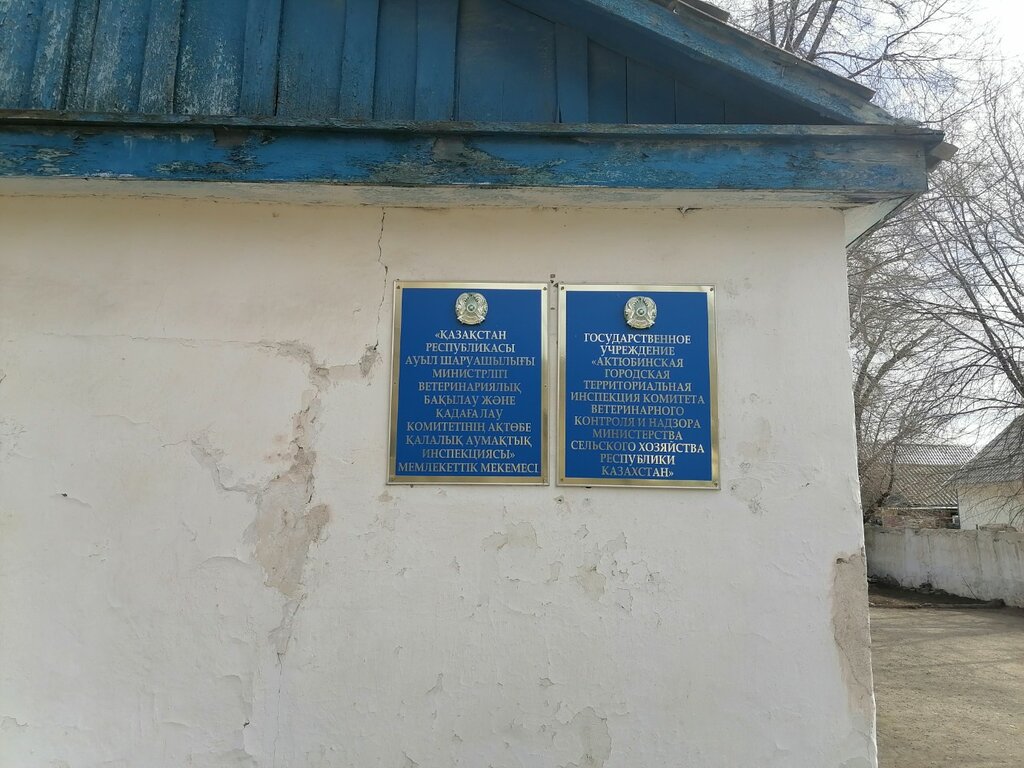 «ҚАЗАҚСТАН
РЕСПУБЛИКАСЫ
АУЫЛ ШАРУАШЫЛЫҒЫ
МИНИСТРЛІГІ
ВЕТЕРИНАРИЯЛЫҚ
БАҚЫЛАУ ЖӘНЕ
ҚАДАҒАЛАУ
КОМИТЕТІНІҢ АҚТӨБЕ
ҚАЛАЛЫҚ АУМАҚТЫҚ
ИНСПЕКЦИЯСЫ»
МЕМЛЕКЕТТІК МЕКЕМЕСІ
ГОСУДАРСТВЕННОЕ
УЧРЕЖДЕНИЕ
«АКТЮБИНСКАЯ
ГОРОДСКАЯ
ТЕРРИТОРИАЛЬНАЯ
ИНСПЕКЦИЯ КОМИТЕТА
ВЕТЕРИНАРНОГО
КОНТРОЛЯ И НАДЗОРА
МИНИСТЕРСТВА
СЕЛЬСКОГО ХОЗЯЙСТВА
РЕСПУБЛИКИ
КАЗАХСТАН»